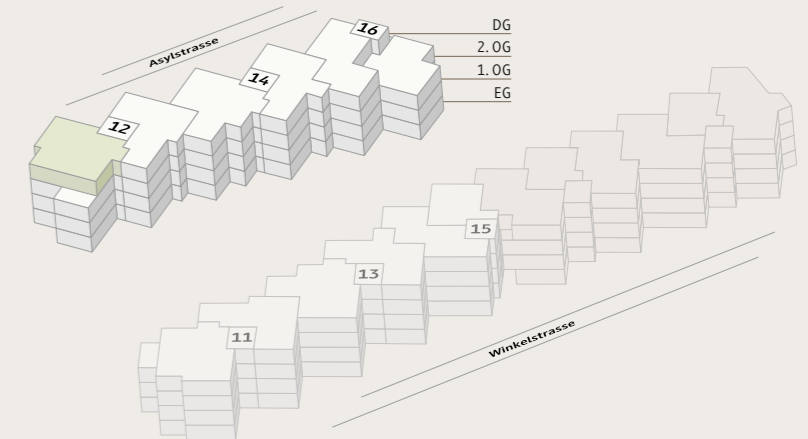 16
DG
2. OG
1. OG
EG
Asylstrasse
14
12
15
13
11
Winkelstrasse